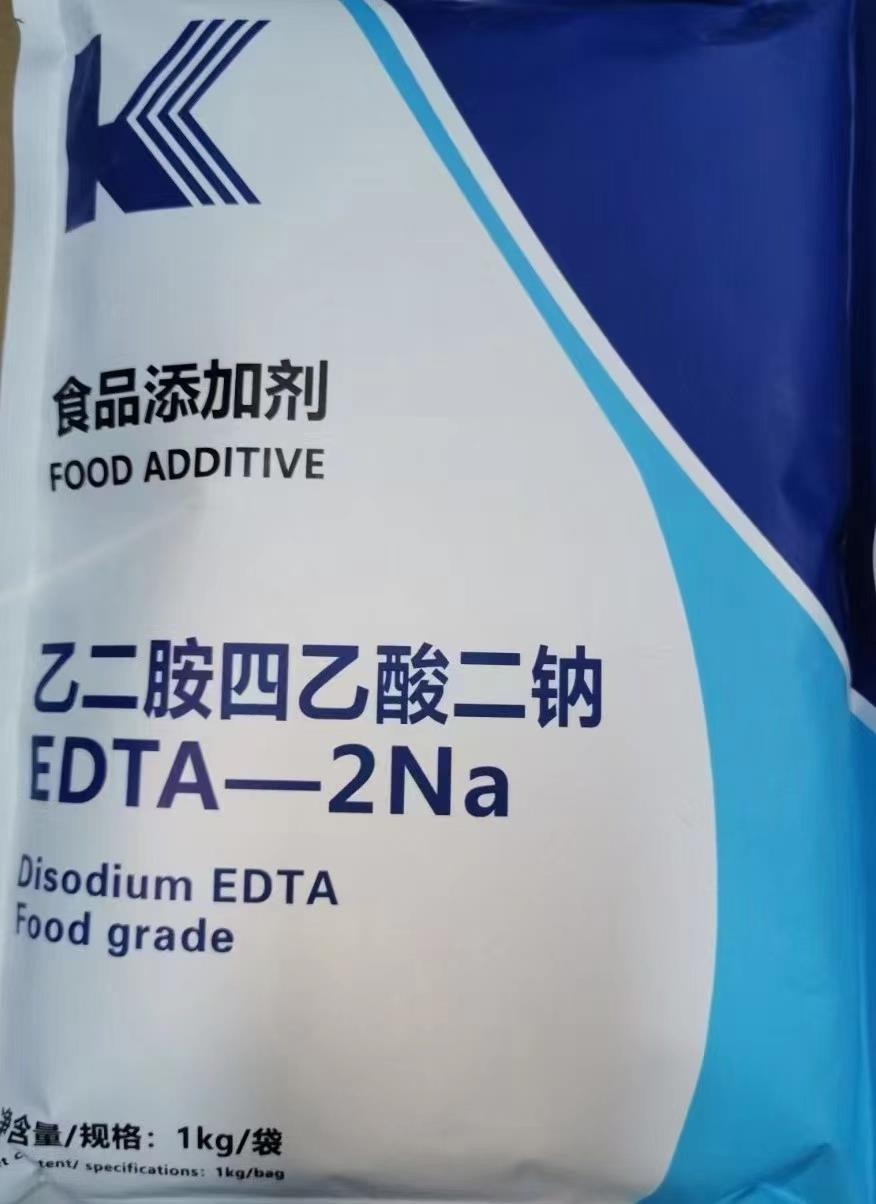 K
食品添加剂
FOOD ADDITIVE
乙二胺四乙酸二钠
EDTA—2Na
Disodium EDTA
Food grade
净含量/规格：1kg/袋
specifications: 1kg/bag